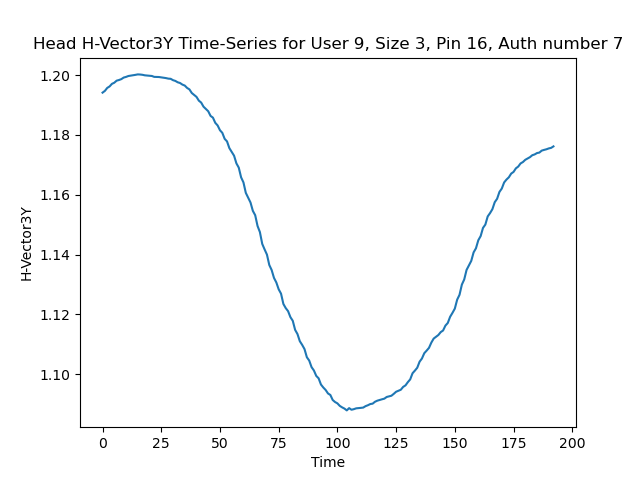 Head H-Vector3Y Time-Series for User 9, Size 3, Pin 16, Auth number 7
1.20
1.18
1.16
1.14
1.12
1.10
H-Vector3Y
0 25 50 75 100 125 150 175 200
Time